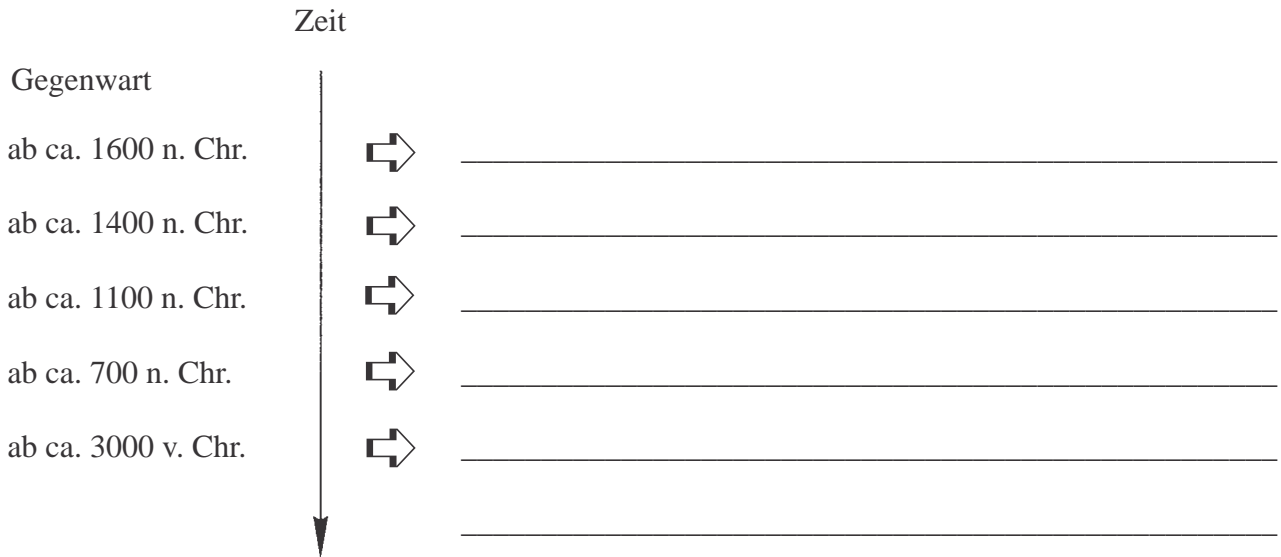 Zeit
Gegenwart
ab ca. 1600 n. Chr.
ab ca. 1400 n. Chr.
ab ca. 1100 n. Chr.
ab ca. 700 n. Chr.
ab ca. 3000 v. Chr.